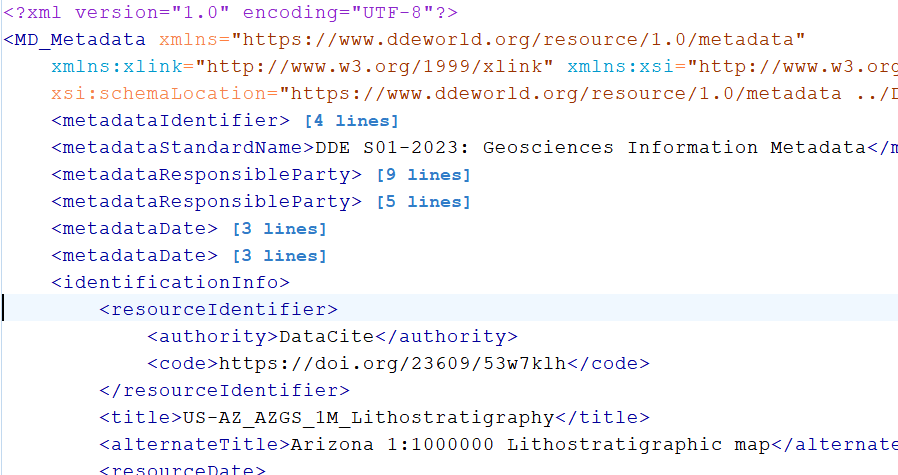 <?xml version="1.0" encoding="UTF-8"?>
<MD_Metadata xmlns="https://www.ddeworld.org/resource/1.0/metadata"
xmlns:xlink="http://www.w3.org/1999/xlink" xmlns:xsi="http://www.w3.org
xsi:schemaLocation="https://www.ddeworld.org/resource/1.0/metadata ../D
<metadataIdentifier> [4 lines]
<metadataStandardName>DDE S01-2023: Geosciences Information Metadata</m
<metadataResponsibleParty> [9 lines]
<metadataResponsibleParty> [5 lines]
<metadataDate> [3 lines]
<metadataDate> [3 lines]
<identificationInfo>
<resourceIdentifier>
<authority>DataCite</authority>
<code>https://doi.org/23609/53w7klh</code>
</resourceIdentifier>
<title>US-AZ_AZGS_1M_Lithostratigraphy</title>
<alternateTitle>Arizona 1:1000000 Lithostratigraphic map</alternate
<resourceDate>